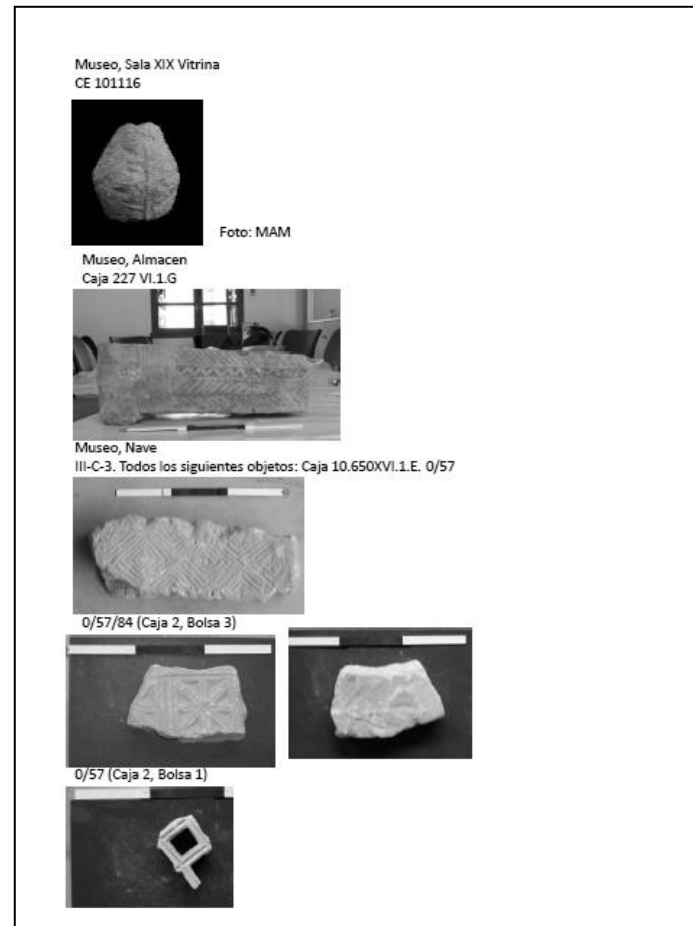 Museo, Sala XIX Vitrina
CE 101116
Foto: MAM
Museo, Almacen
Caja 227 VI.1.G
Museo, Nave
III-C-3. Todos los siguientes objetos: Caja 10.650XVI.1.E. 0/57
0/57/84 (Caja 2, Bolsa 3)
0/57 (Caja 2, Bolsa 1)